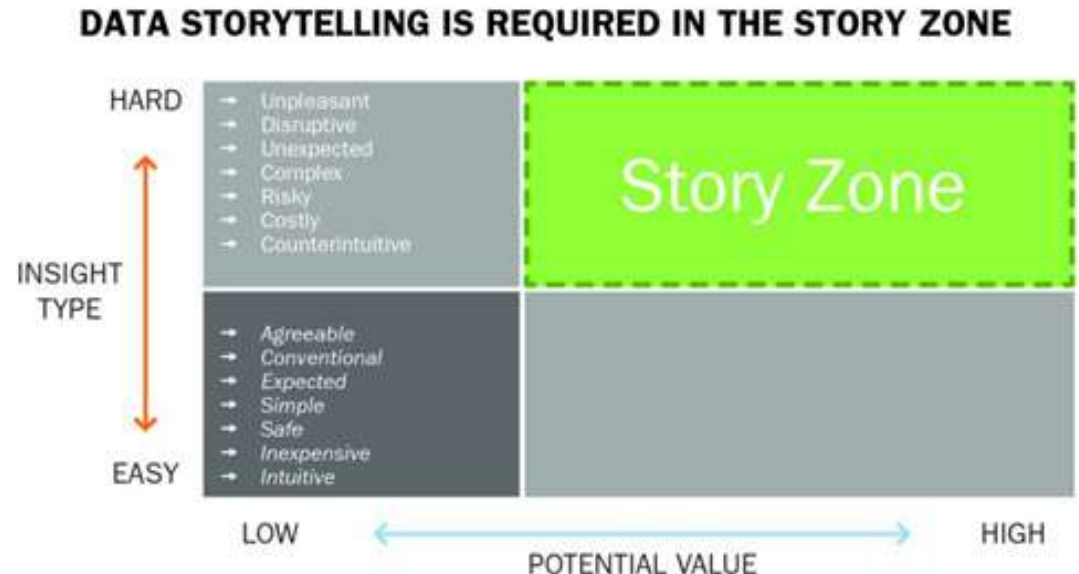 DATA STORYTELLING IS REQUIRED IN THE STORY ZONE
HARD
→ Unpleasant
→ Disruptive
→ Unexpected
→ Complex
→ Risky
→ Costly
→ Counterintuitive
Story Zone
INSIGHT
TYPE
→ Agreeable
→ Conventional
→ Expected
→ Simple
→ Safe
→ Inexpensive
→ Intuitive
EASY
LOW
HIGH
POTENTIAL VALUE